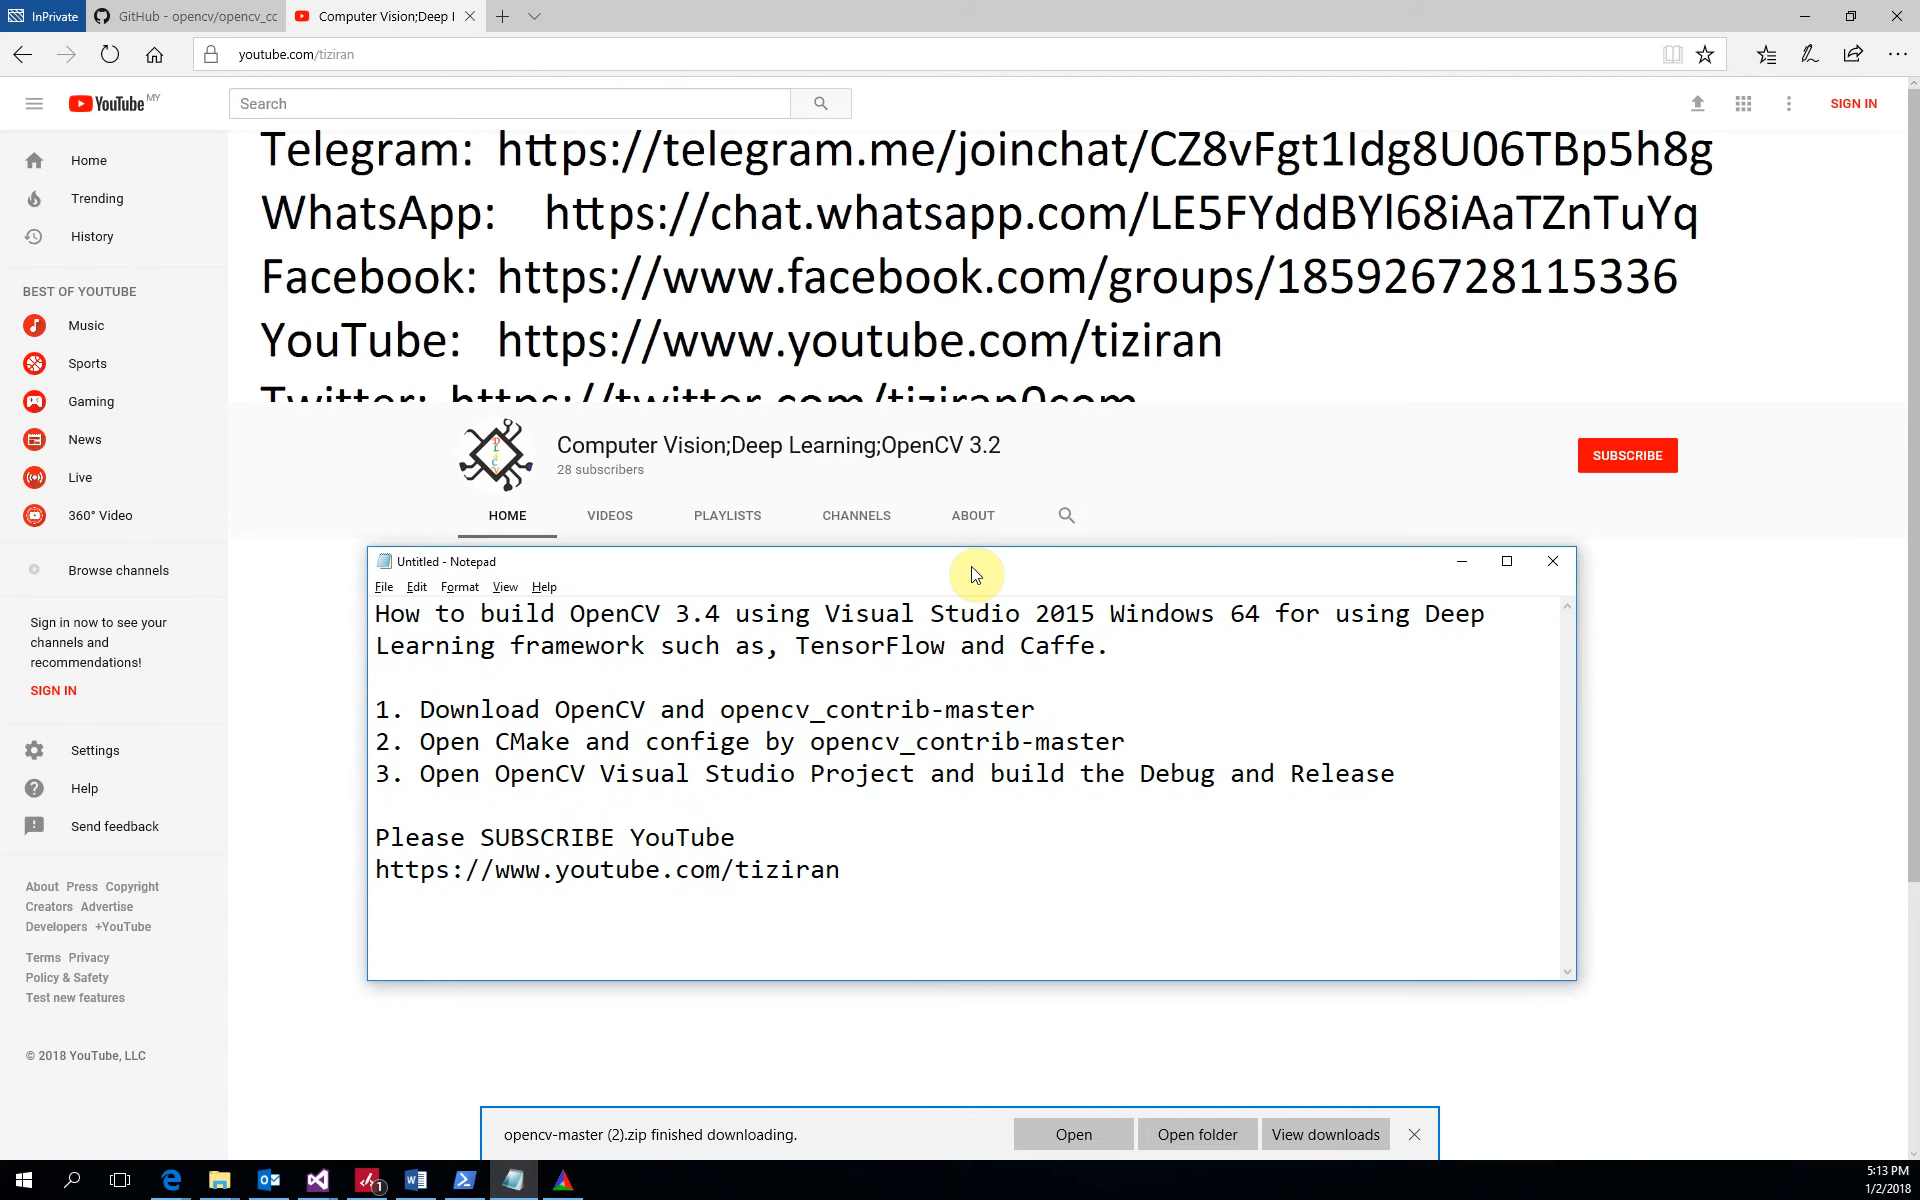 InPrivate
GitHub - opencv/opencv_cc
Computer Vision;Deep l
youtube.com/tiziran
YouTube MY
Search
SIGN IN
Home
Trending
History
BEST OF YOUTUBE
Music
Sports
Gaming
News
Live
360° Video
Browse channels
Sign in now to see your
channels and
recommendations!
SIGN IN
Settings
Help
Send feedback
About Press Copyright
Creators Advertise
Developers +YouTube
Terms Privacy
Policy & Safety
Test new features
© 2018 YouTube, LLC
Telegram: https://telegram.me/joinchat/CZ8vFgt1Idg8U06TBp5h8g
WhatsApp: https://chat.whatsapp.com/LE5FYddBYl68iAaTZnTuYq
Facebook: https://www.facebook.com/groups/185926728115336
YouTube: https://www.youtube.com/tiziran
Twitter: https://twitter.com/tiziran0com
Computer Vision;Deep Learning;OpenCV 3.2
28 subscribers
SUBSCRIBE
HOME VIDEOS PLAYLISTS CHANNELS ABOUT
Untitled - Notepad
File Edit Format View Help
How to build OpenCV 3.4 using Visual Studio 2015 Windows 64 for using Deep
Learning framework such as, TensorFlow and Caffe.
1. Download OpenCV and opencv_contrib-master
2. Open CMake and confige by opencv_contrib-master
3. Open OpenCV Visual Studio Project and build the Debug and Release
Please SUBSCRIBE YouTube
https://www.youtube.com/tiziran
opencv-master (2).zip finished downloading.
Open
Open folder
View downloads
1
5:13 PM
1/2/2018